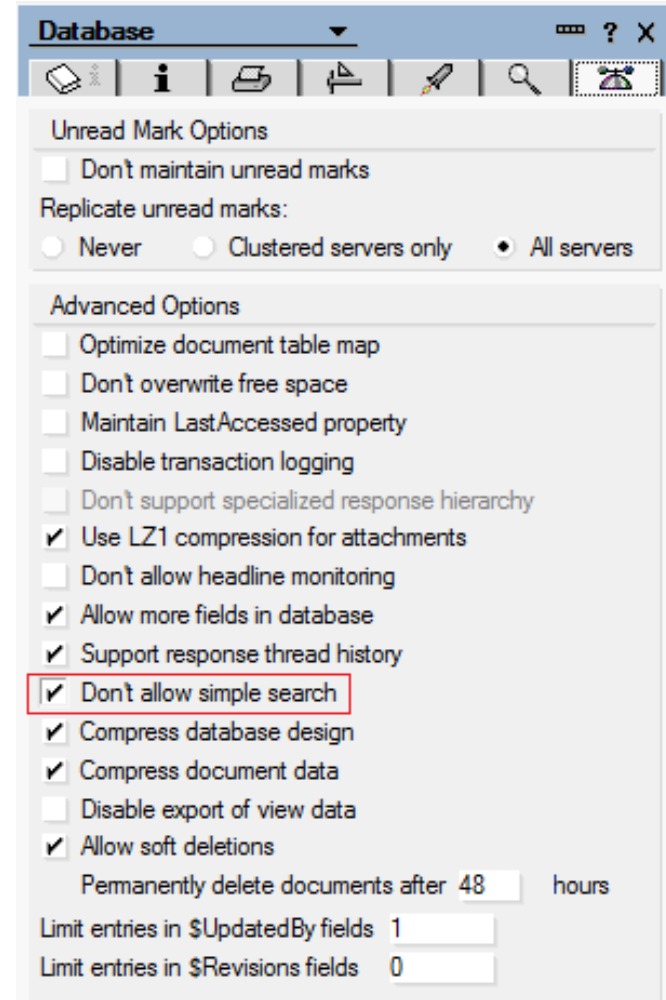 Database
? X
i
Unread Mark Options
Don't maintain unread marks
Replicate unread marks:
Never Clustered servers only All servers
Advanced Options
Optimize document table map
Don't overwrite free space
Maintain LastAccessed property
Disable transaction logging
Don't support specialized response hierarchy
Use LZ1 compression for attachments
Don't allow headline monitoring
Allow more fields in database
Support response thread history
Don't allow simple search
Compress database design
Compress document data
Disable export of view data
Allow soft deletions
Permanently delete documents after 48 hours
Limit entries in $UpdatedBy fields 1
Limit entries in $Revisions fields 0